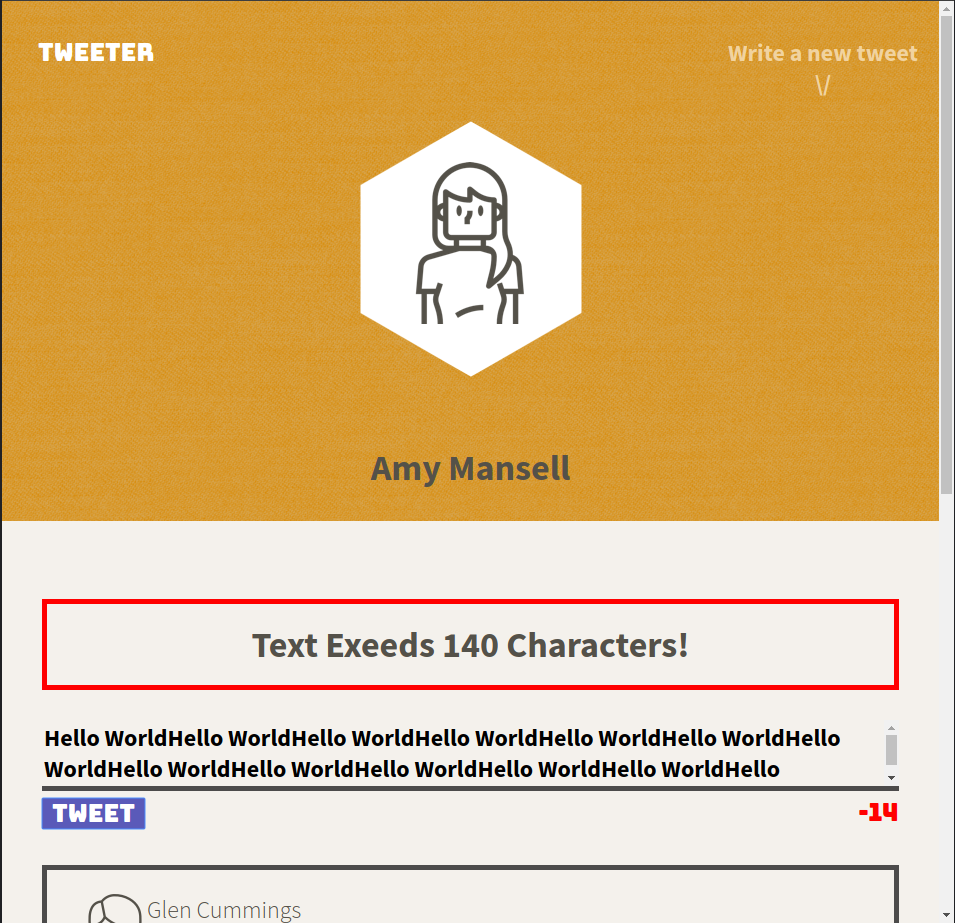 TWEETER
Write a new tweet
\/
Amy Mansell
Text Exeeds 140 Characters!
Hello WorldHello WorldHello WorldHello WorldHello WorldHello WorldHello
WorldHello WorldHello WorldHello WorldHello WorldHello WorldHello
TWEET
-14
Glen Cummings